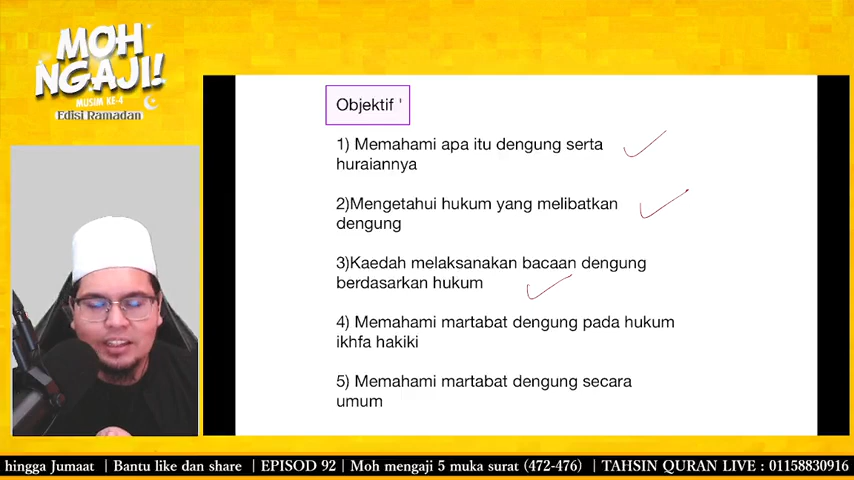 MOH
NGAJI!
MUSIM KE-4
Edisi Ramadan
Objektif '
1) Memahami apa itu dengung serta
huraiannya
2)Mengetahui hukum yang melibatkan
dengung
3)Kaedah melaksanakan bacaan dengung
berdasarkan hukum
4) Memahami martabat dengung pada hukum
ikhfa hakiki
5) Memahami martabat dengung secara
umum
hingga Jumaat | Bantu like dan share | EPISOD 92 | Moh mengaji 5 muka surat (472-476) | TAHSIN QURAN LIVE : 01158830916